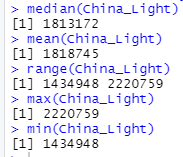 > median(China_Light)
[1] 1813172
> mean(China_Light)
[1] 1818745
> range(China_Light)
[1] 1434948 2220759
> max(China_Light)
[1] 2220759
> min(China_Light)
[1] 1434948